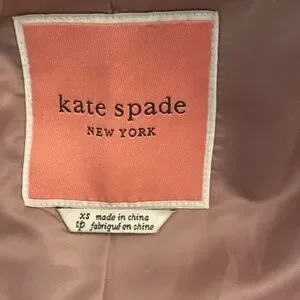 kate spade
NEW YORK
xs made in china
tp fabriqué en chine